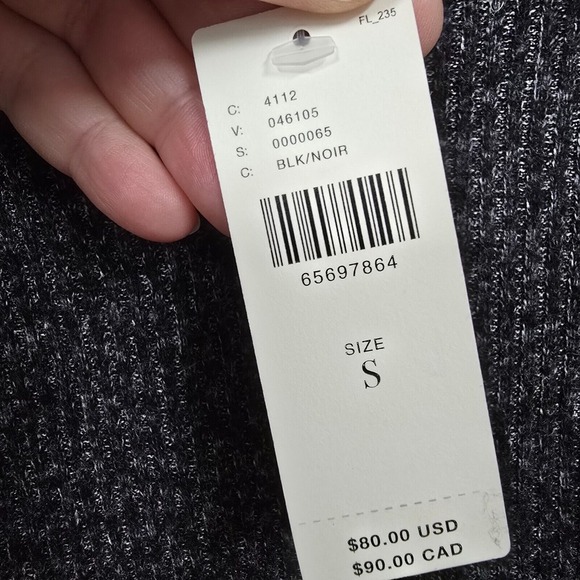 FL_235
C: 4112
V: 046105
S: 0000065
C: BLK/NOIR
65697864
SIZE
S
$80.00 USD
$90.00 CAD